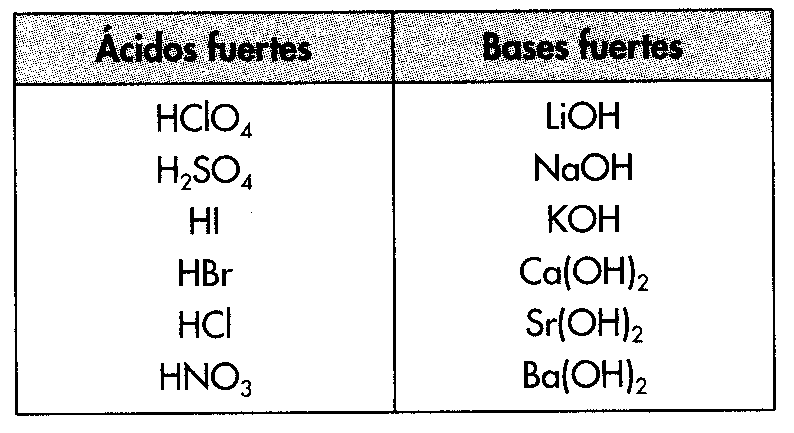 Ácidos fuertes Bases fuertes
HClO₄ LiOH
H₂SO₄ NaOH
HI KOH
HBr Ca(OH)₂
HCl Sr(OH)₂
HNO₃ Ba(OH)₂